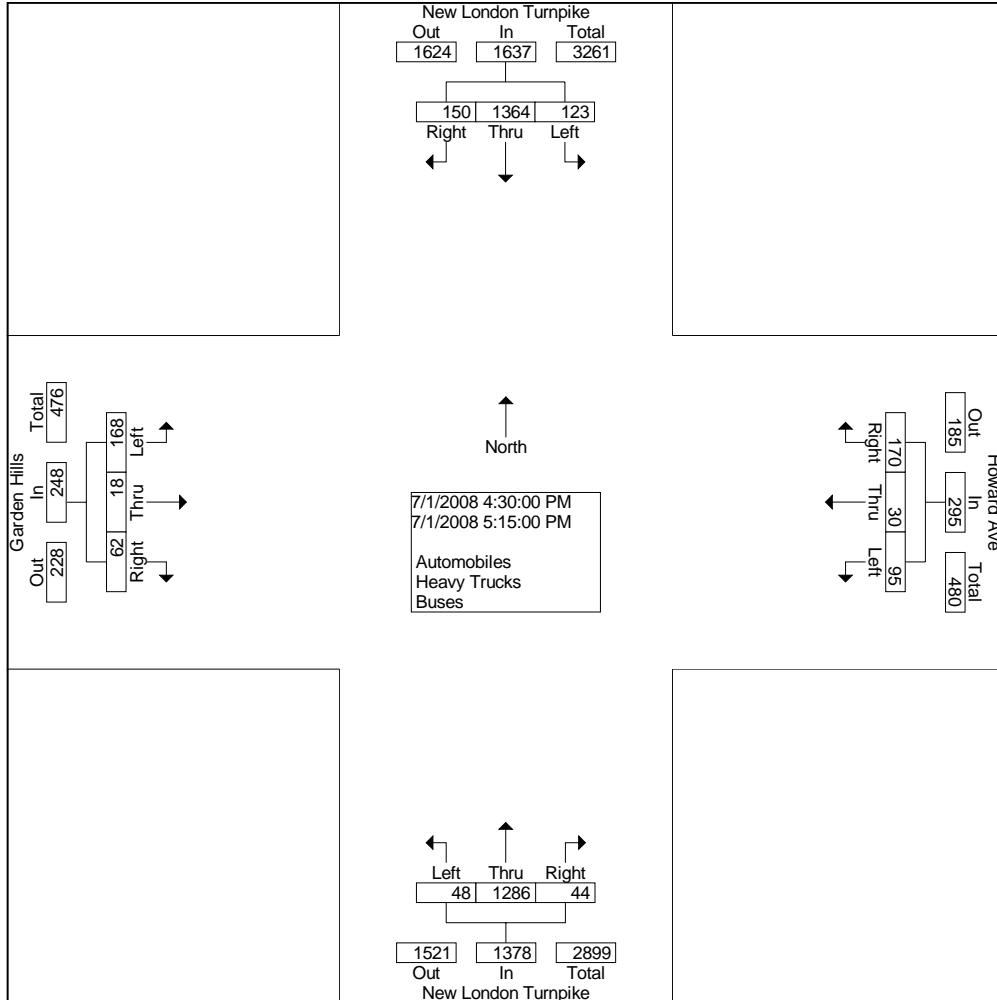 New London Turnpike
Out In Total
1624 1637 3261
150 1364 123
Right Thru Left
Garden Hills
Out In Total
228 248 476
62 18 168
Right Thru Left
North
7/1/2008 4:30:00 PM
7/1/2008 5:15:00 PM
Automobiles
Heavy Trucks
Buses
Howard Ave
Out In Total
185 295 480
170 30 95
Right Thru Left
Left Thru Right
48 1286 44
1521 1378 2899
Out In Total
New London Turnpike